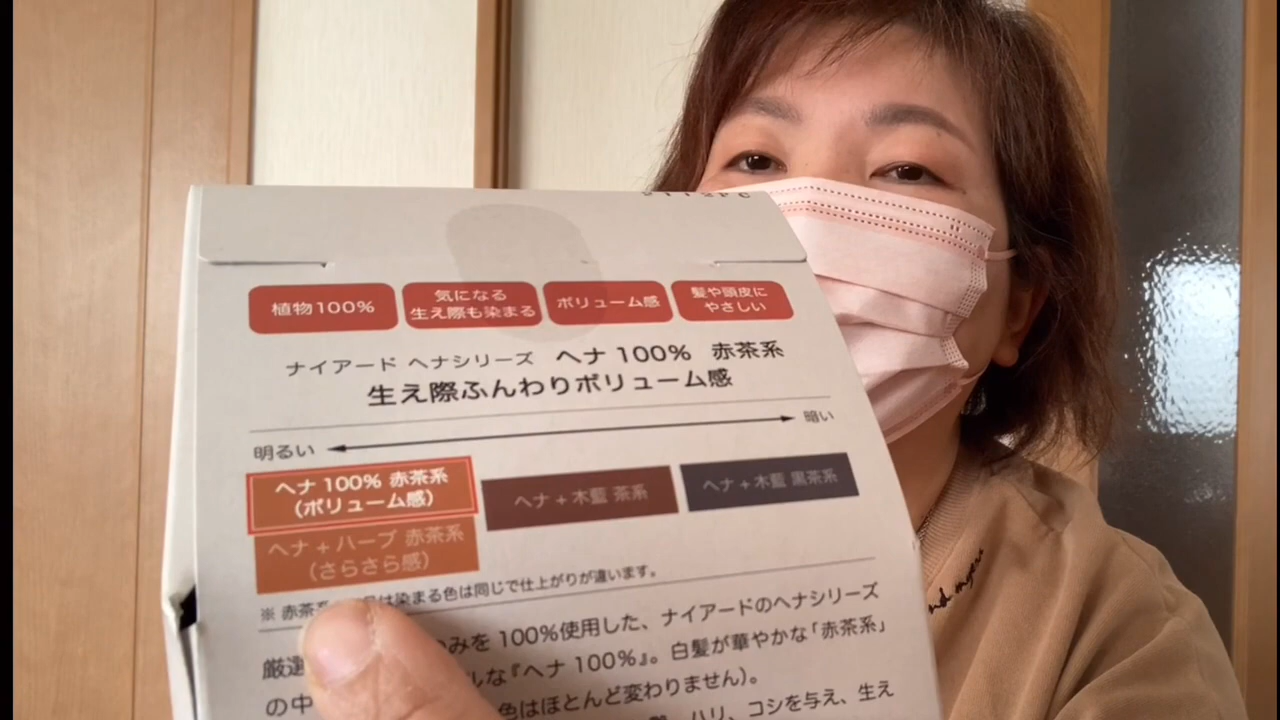 植物100%
気になる
生え際も染まる
ボリューム感
髪や頭皮に
やさしい
ナイアード ヘナシリーズ ヘナ 100% 赤茶系
生え際ふんわりボリューム感
明るい
暗い
ヘナ 100% 赤茶系
(ボリューム感)
ヘナ + 木藍 茶系
ヘナ + 木藍 黒茶系
ヘナ + ハーブ 赤茶系
(さらさら感)
※ 赤茶系 は染まる色は同じで仕上がりが違います。
厳選 のみを 100%使用した、ナイアードのヘナシリーズ
の中 な『ヘナ 100%』。白髪が華やかな「赤茶系」
色はほとんど変わりません)。
ハリ、コシを与え、生え